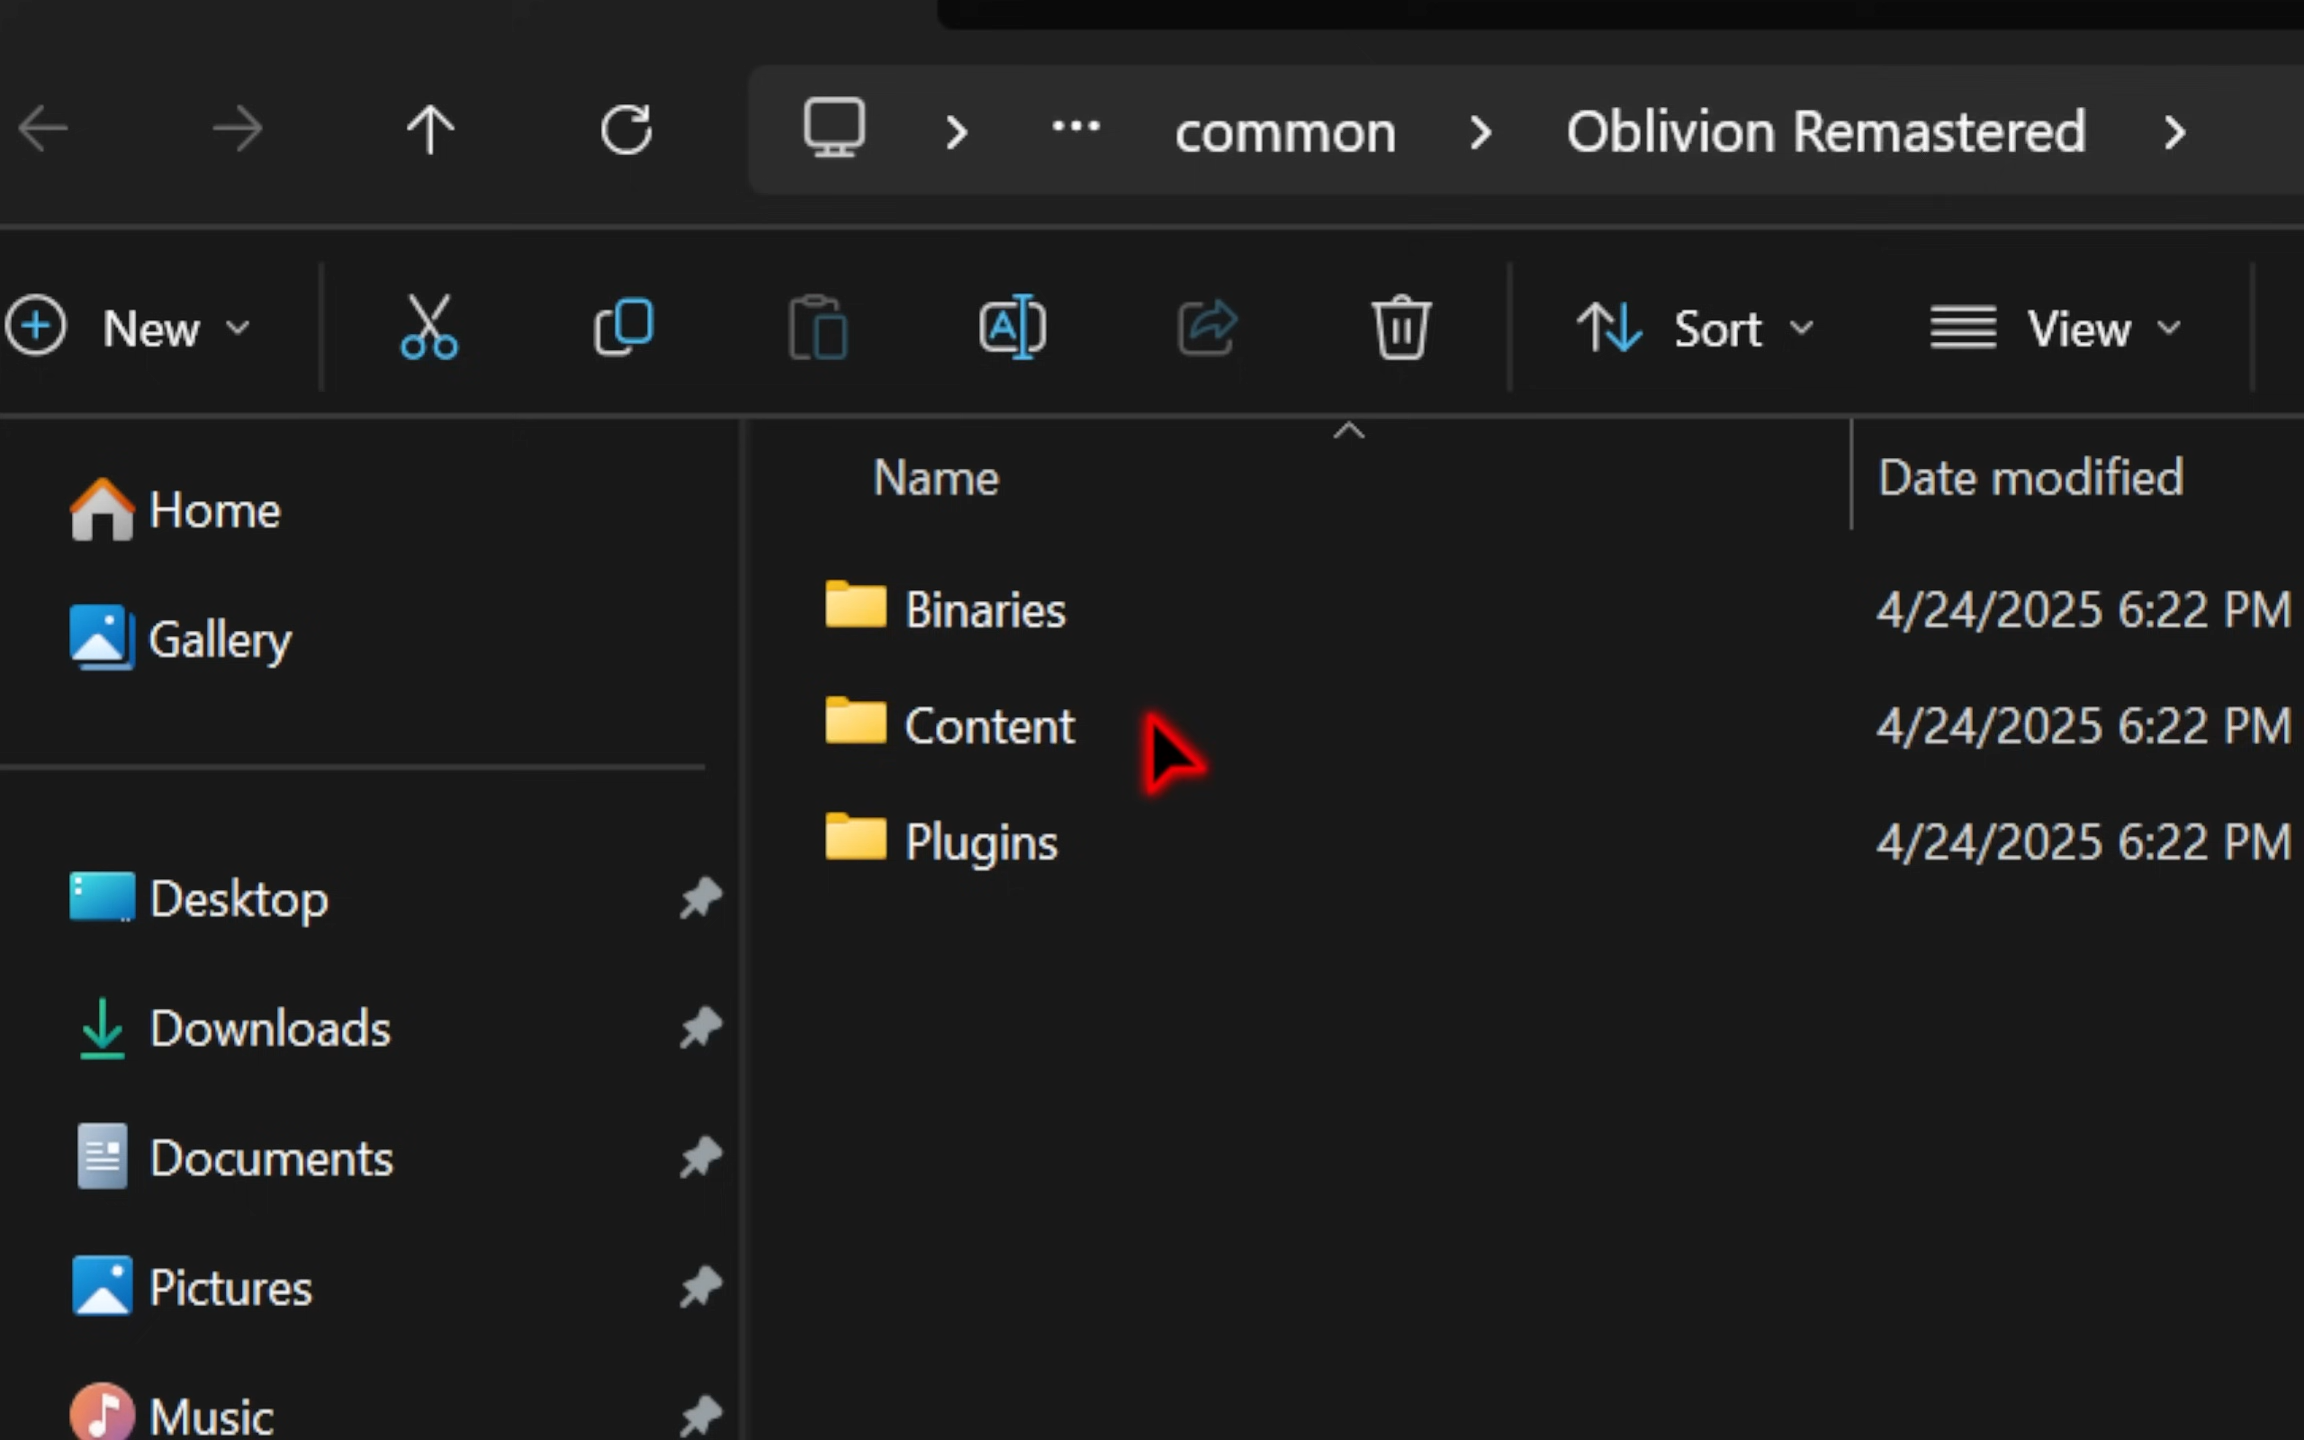 common > Oblivion Remastered >
New Sort View
Name Date modified
Home
Gallery
Binaries 4/24/2025 6:22 PM
Content 4/24/2025 6:22 PM
Plugins 4/24/2025 6:22 PM
Desktop
Downloads
Documents
Pictures
Music